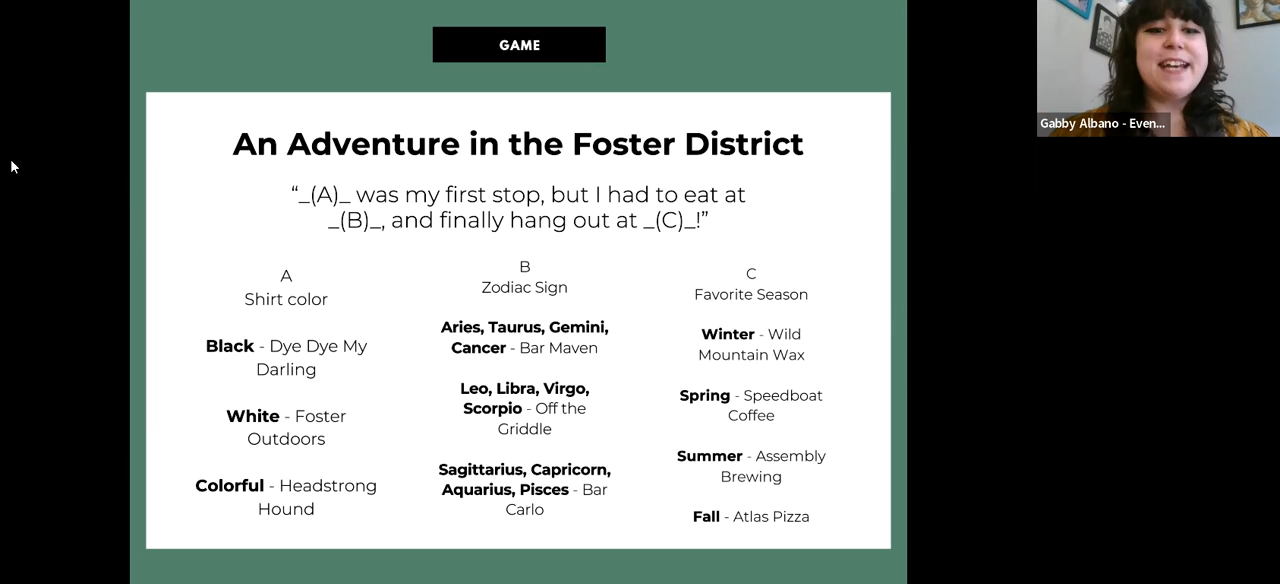 GAME
An Adventure in the Foster District
“_(A)_ was my first stop, but I had to eat at
_(B)_, and finally hang out at _(C)_!”
A
Shirt color
Black - Dye Dye My
Darling
White - Foster
Outdoors
Colorful - Headstrong
Hound
B
Zodiac Sign
Aries, Taurus, Gemini,
Cancer - Bar Maven
Leo, Libra, Virgo,
Scorpio - Off the
Griddle
Sagittarius, Capricorn,
Aquarius, Pisces - Bar
Carlo
C
Favorite Season
Winter - Wild
Mountain Wax
Spring - Speedboat
Coffee
Summer - Assembly
Brewing
Fall - Atlas Pizza
Gabby Albano - Even...